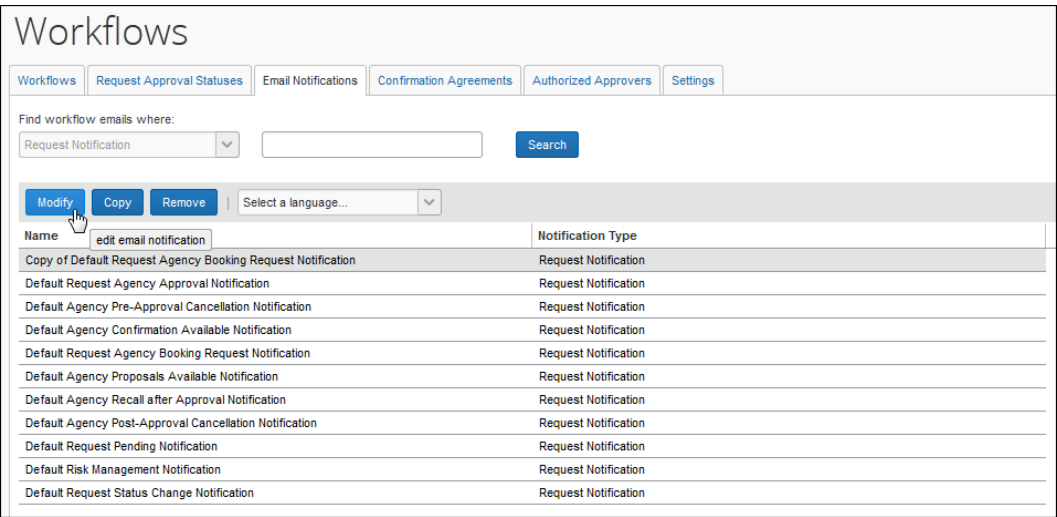 Workflows
Workflows Request Approval Statuses Email Notifications Confirmation Agreements Authorized Approvers Settings
Find workflow emails where:
Request Notification Search
Modify Copy Remove | Select a language...
Name Notification Type
edit email notification
Copy of Default Request Agency Booking Request Notification Request Notification
Default Request Agency Approval Notification Request Notification
Default Agency Pre-Approval Cancellation Notification Request Notification
Default Agency Confirmation Available Notification Request Notification
Default Request Agency Booking Request Notification Request Notification
Default Agency Proposals Available Notification Request Notification
Default Agency Recall after Approval Notification Request Notification
Default Agency Post-Approval Cancellation Notification Request Notification
Default Request Pending Notification Request Notification
Default Risk Management Notification Request Notification
Default Request Status Change Notification Request Notification